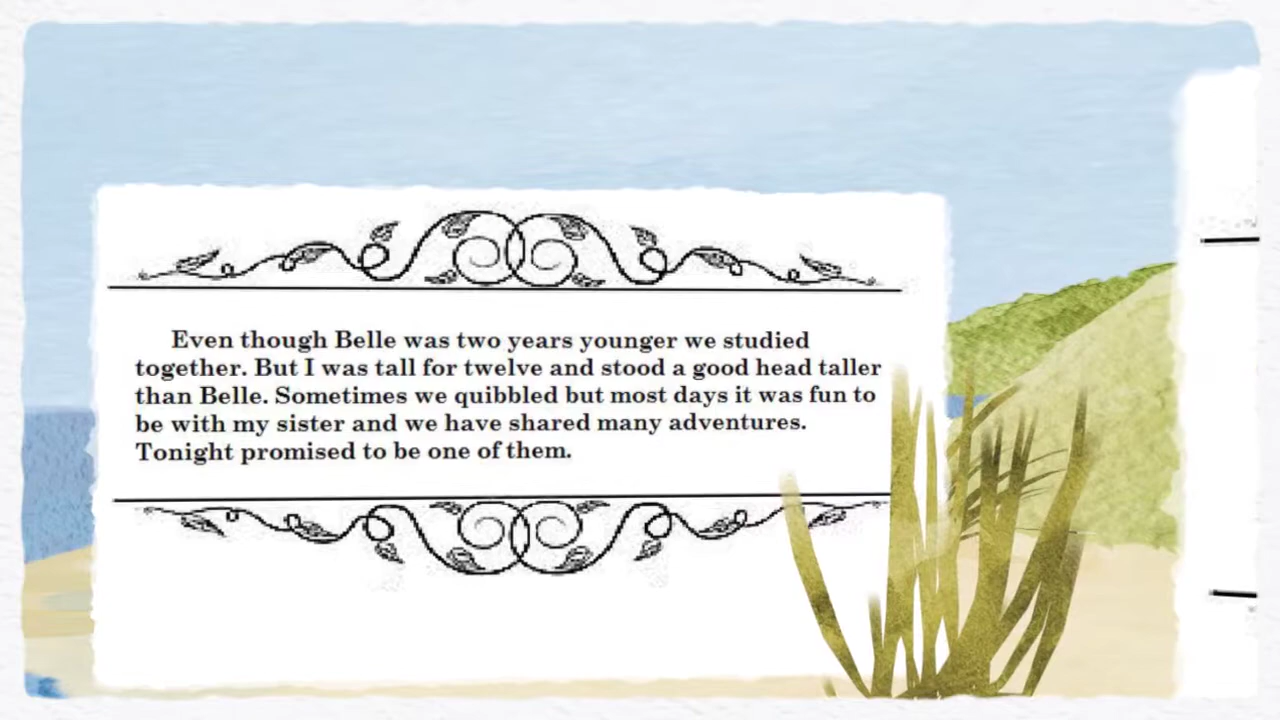 Even though Belle was two years younger we studied
together. But I was tall for twelve and stood a good head taller
than Belle. Sometimes we quibbled but most days it was fun to
be with my sister and we have shared many adventures.
Tonight promised to be one of them.